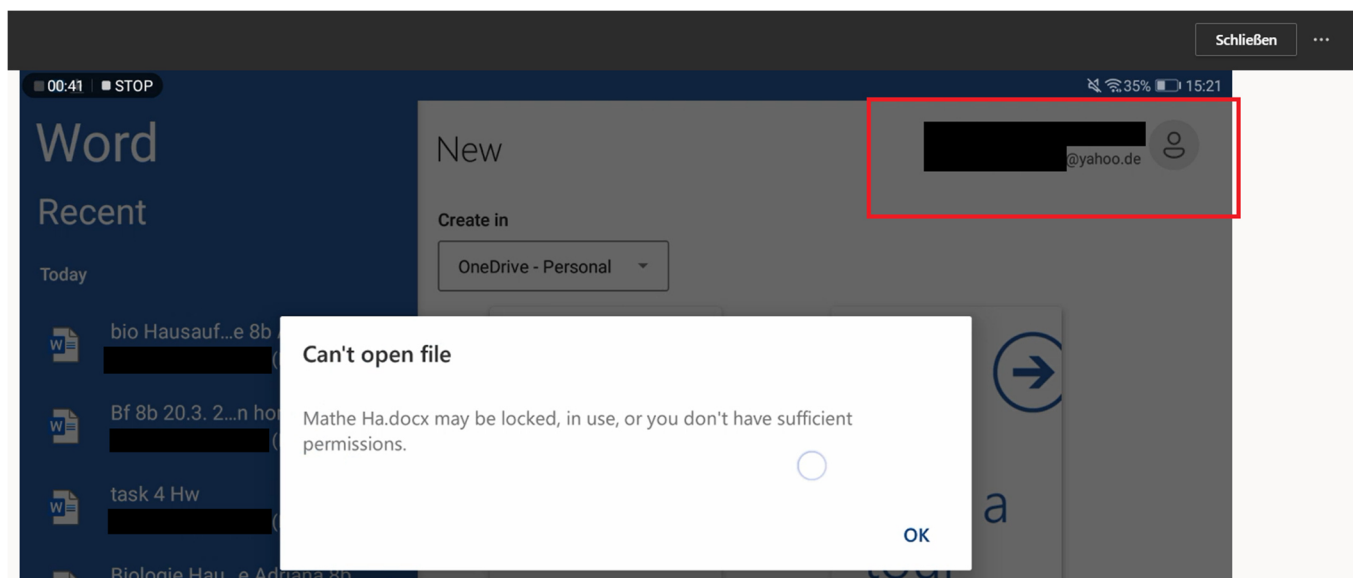 Schließen ...
00:41 STOP
35% 15:21
Word
New
@yahoo.de
Recent
Create in
OneDrive - Personal
Today
bio Hausauf...e 8b
(
Can't open file
Bf 8b 20.3. 2...n
(
Mathe Ha.docx may be locked, in use, or you don't have sufficient
permissions.
task 4 Hw
(
a
OK
Biologie Hau...e Adriana 8b
tour